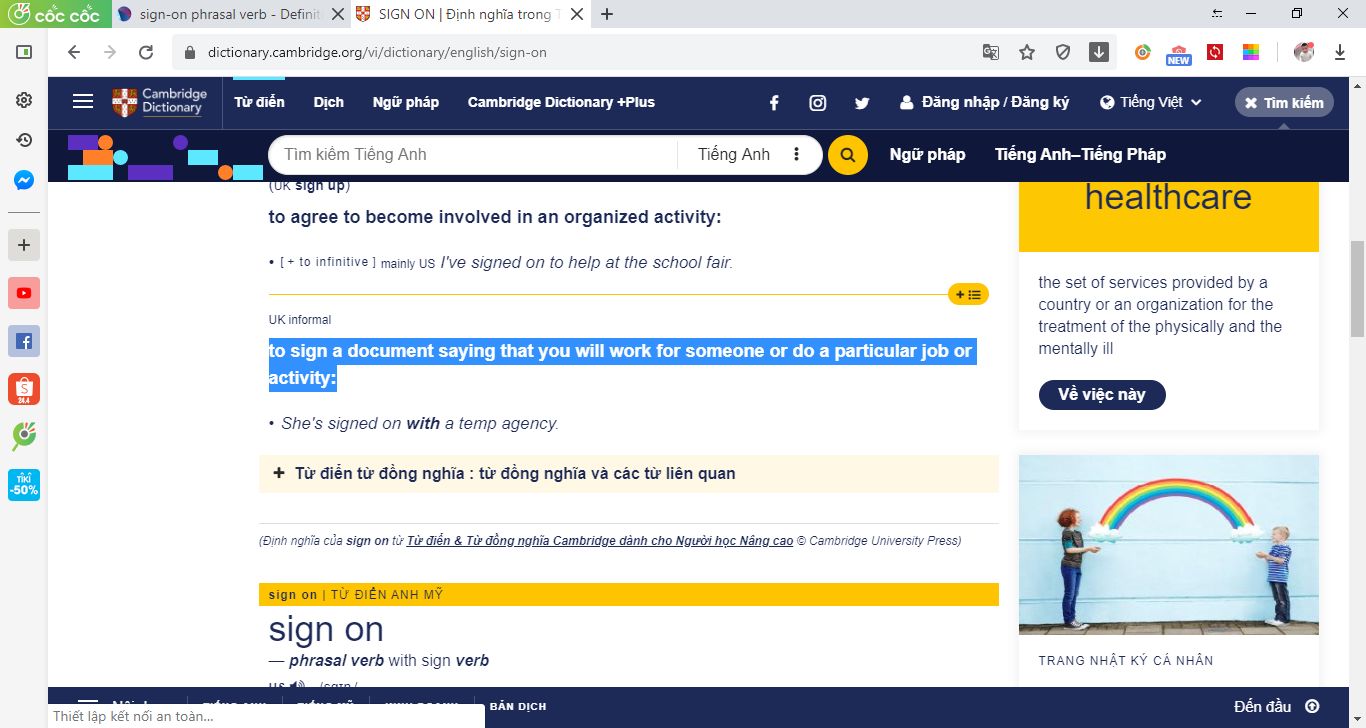 cốc cốc
sign-on phrasal verb - Definit
SIGN ON | Định nghĩa trong T
dictionary.cambridge.org/vi/dictionary/english/sign-on
NEW
Cambridge
Dictionary
Từ điển
Dịch
Ngữ pháp
Cambridge Dictionary +Plus
Đăng nhập / Đăng ký
Tiếng Việt
Tìm kiếm
Tìm kiếm Tiếng Anh
Tiếng Anh
Ngữ pháp
Tiếng Anh–Tiếng Pháp
(UK sign up)
to agree to become involved in an organized activity:
• [ + to infinitive ] mainly US I've signed on to help at the school fair.
UK informal
to sign a document saying that you will work for someone or do a particular job or
activity:
• She's signed on with a temp agency.
+ Từ điển từ đồng nghĩa : từ đồng nghĩa và các từ liên quan
(Định nghĩa của sign on từ Từ điển & Từ đồng nghĩa Cambridge dành cho Người học Nâng cao © Cambridge University Press)
sign on | TỪ ĐIỂN ANH MỸ
sign on
— phrasal verb with sign verb
healthcare
the set of services provided by a
country or an organization for the
treatment of the physically and the
mentally ill
Về việc này
TRANG NHẬT KÝ CÁ NHÂN
24.4
TIKI
-50%
BẢN DỊCH
Đến đầu
Thiết lập kết nối an toàn...